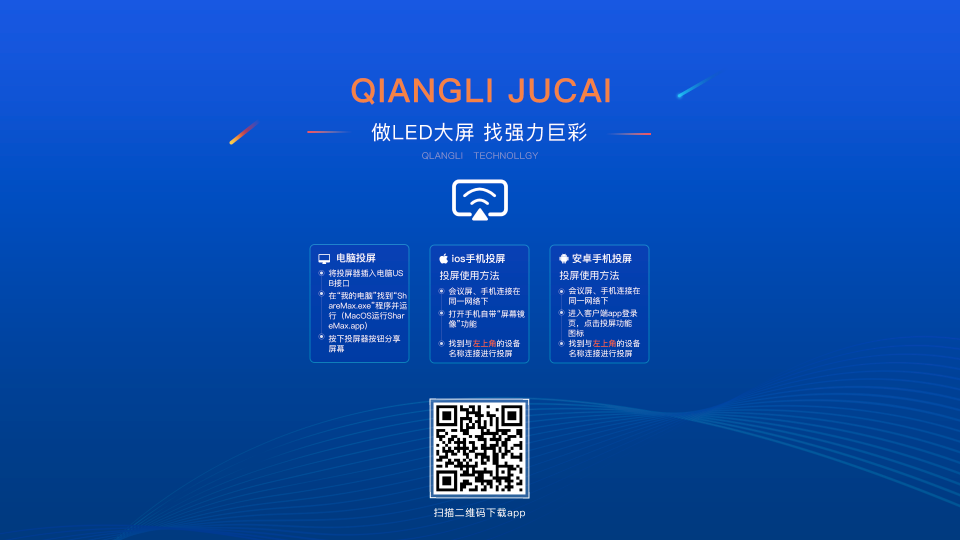 QIANGLI JUCAI
做LED大屏 找强力巨彩
QLANGLI TECHNOLLGY
电脑投屏
将投屏器插入电脑US
B接口
在“我的电脑”找到“Sh
areMax.exe”程序并运
行（MacOS运行Shar
eMax.app）
按下投屏器按钮分享
屏幕
ios手机投屏
投屏使用方法
会议屏、手机连接在
同一网络下
打开手机自带“屏幕镜
像”功能
找到与左上角的设备
名称连接进行投屏
安卓手机投屏
投屏使用方法
会议屏、手机连接在
同一网络下
进入客户端app登录
页，点击投屏功能
图标
找到与左上角的设备
名称连接进行投屏
扫描二维码下载app